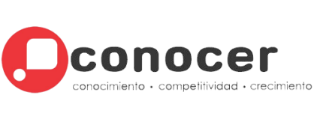 conocer
conocimiento • competitividad • crecimiento